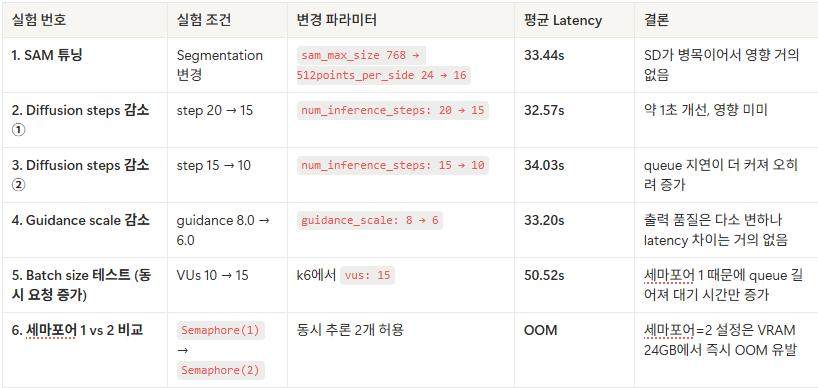 실험 번호
실험 조건
변경 파라미터
평균 Latency
결론
1. SAM 튜닝
Segmentation
변경
sam_max_size 768 →
512points_per_side 24 → 16
33.44s
SD가 병목이어서 영향 거의
없음
2. Diffusion steps 감소
①
step 20 → 15
num_inference_steps: 20 → 15
32.57s
약 1초 개선, 영향 미미
3. Diffusion steps 감소
②
step 15 → 10
num_inference_steps: 15 → 10
34.03s
queue 지연이 더 커져 오히
려 증가
4. Guidance scale 감소
guidance 8.0 →
6.0
guidance_scale: 8 → 6
33.20s
출력 품질은 다소 변하나
latency 차이는 거의 없음
5. Batch size 테스트 (동
시 요청 증가)
VUs 10 → 15
k6에서 vus: 15
50.52s
세마포어 1 때문에 queue 길
어져 대기 시간만 증가
6. 세마포어 1 vs 2 비교
Semaphore(1)
→
Semaphore(2)
동시 추론 2개 허용
OOM
세마포어=2 설정은 VRAM
24GB에서 즉시 OOM 유발